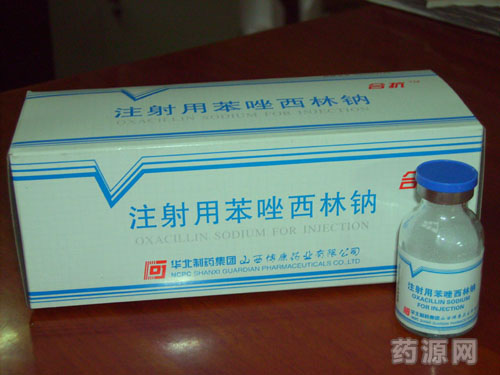 合抗
注射用苯唑西林钠
OXACILLIN SODIUM FOR INJECTION
合
注射用苯唑西林钠
OXACILLIN SODIUM FOR INJECTION
华北制药集团山西博康药业有限公司
NCPC SHANXI GUARDIAN PHARMACEUTICALS CO.,LTD
注射用苯唑西林钠
OXACILLIN SODIUM
FOR INJECTION
药源网